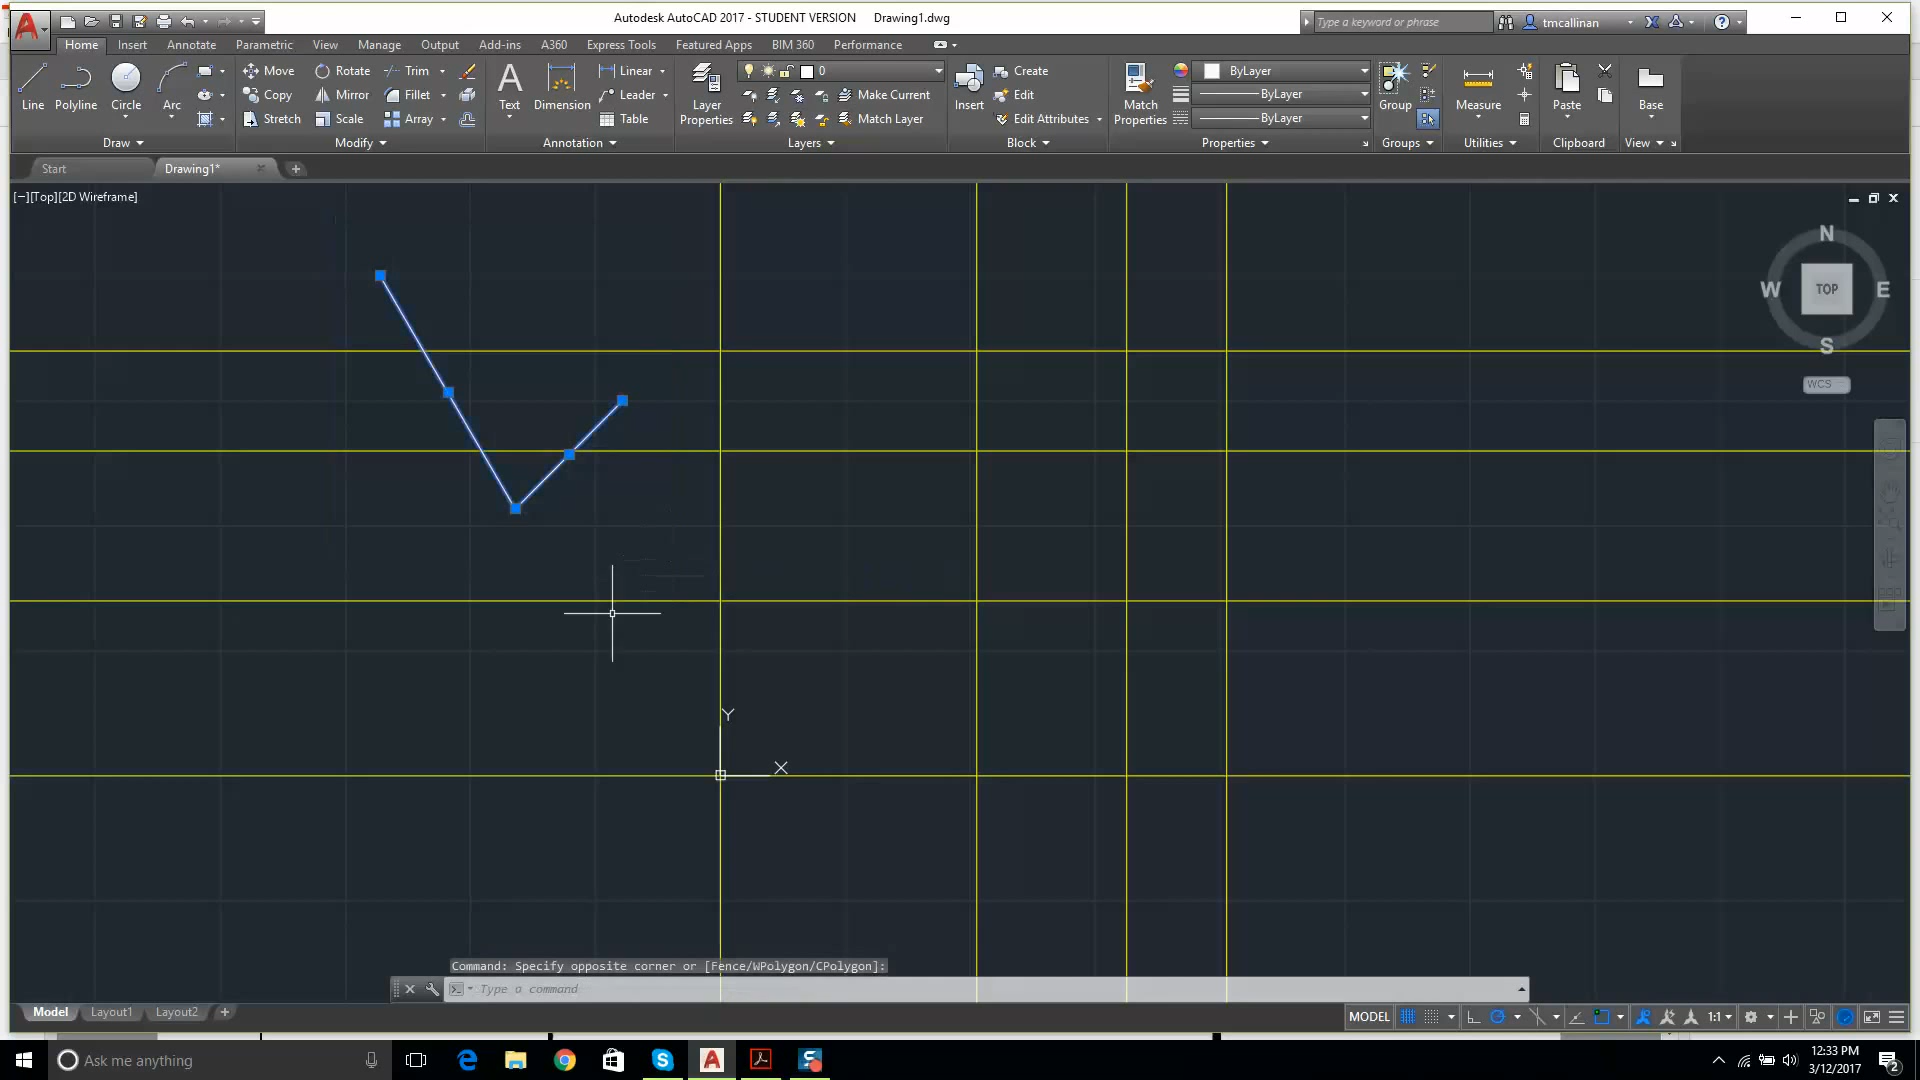 Autodesk AutoCAD 2017 - STUDENT VERSION Drawing1.dwg
Type a keyword or phrase
tmcallinan
Home Insert Annotate Parametric View Manage Output Add-ins A360 Express Tools Featured Apps BIM 360 Performance
Line Polyline Circle Arc
Move Rotate Trim
Copy Mirror Fillet
Stretch Scale Array
Text Dimension
Linear
Leader
Table
Layer Properties
0
Make Current
Match Layer
Insert
Create
Edit
Edit Attributes
Match Properties
ByLayer
ByLayer
ByLayer
Group
Measure
Paste
Base
Draw Modify Annotation Layers Block Properties Groups Utilities Clipboard View
Start Drawing1*
[−][Top][2D Wireframe]
N
W TOP E
S
WCS
Y
X
Command: Specify opposite corner or [Fence/WPolygon/CPolygon]:
Type a command
Model Layout1 Layout2
MODEL 1:1
Ask me anything
12:33 PM
3/12/2017
2